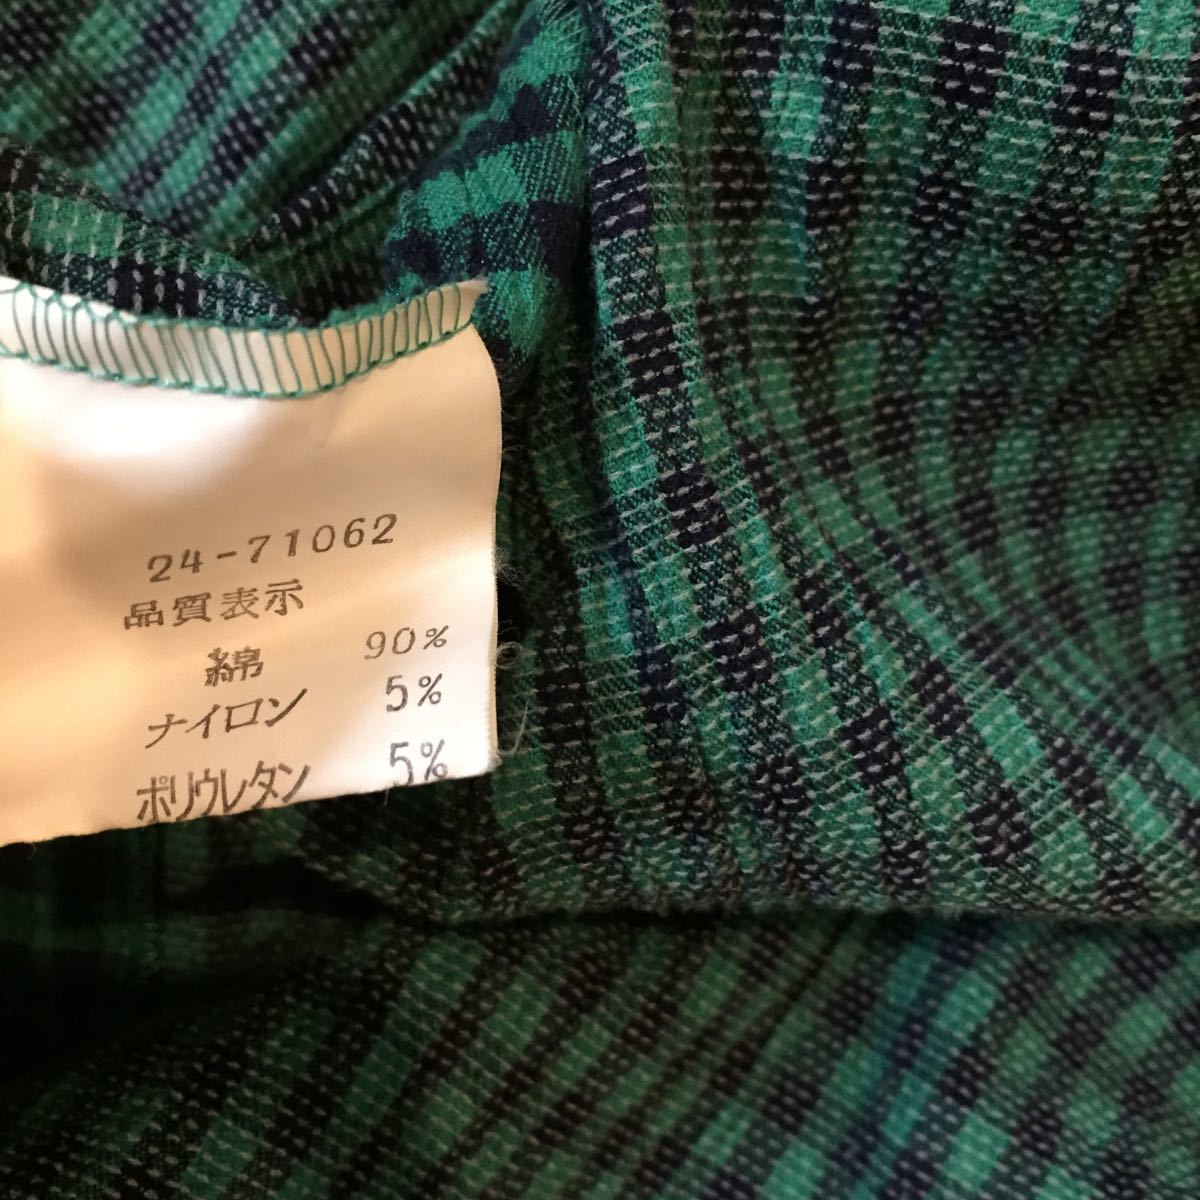 24-71062
品質表示
綿 90%
ナイロン 5%
ポリウレタン 5%